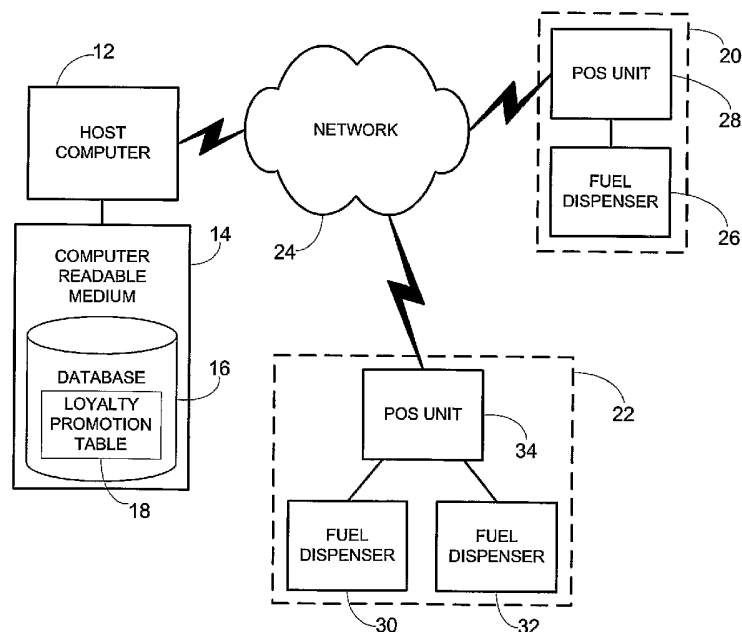 12
HOST
COMPUTER
NETWORK
24
20
POS UNIT
28
FUEL
DISPENSER
26
14
COMPUTER
READABLE
MEDIUM
16
DATABASE
LOYALTY
PROMOTION
TABLE
18
22
POS UNIT
34
FUEL
DISPENSER
30
FUEL
DISPENSER
32